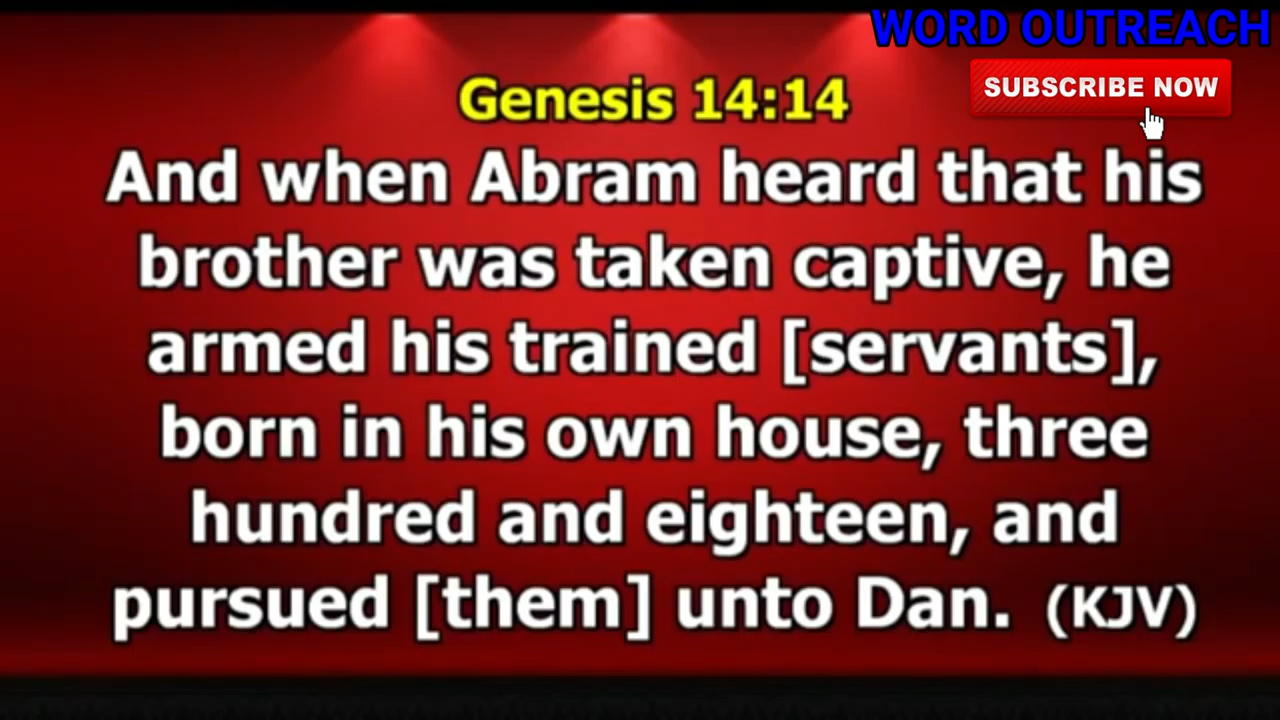 WORD OUTREACH
SUBSCRIBE NOW
Genesis 14:14
And when Abram heard that his
brother was taken captive, he
armed his trained [servants],
born in his own house, three
hundred and eighteen, and
pursued [them] unto Dan. (KJV)